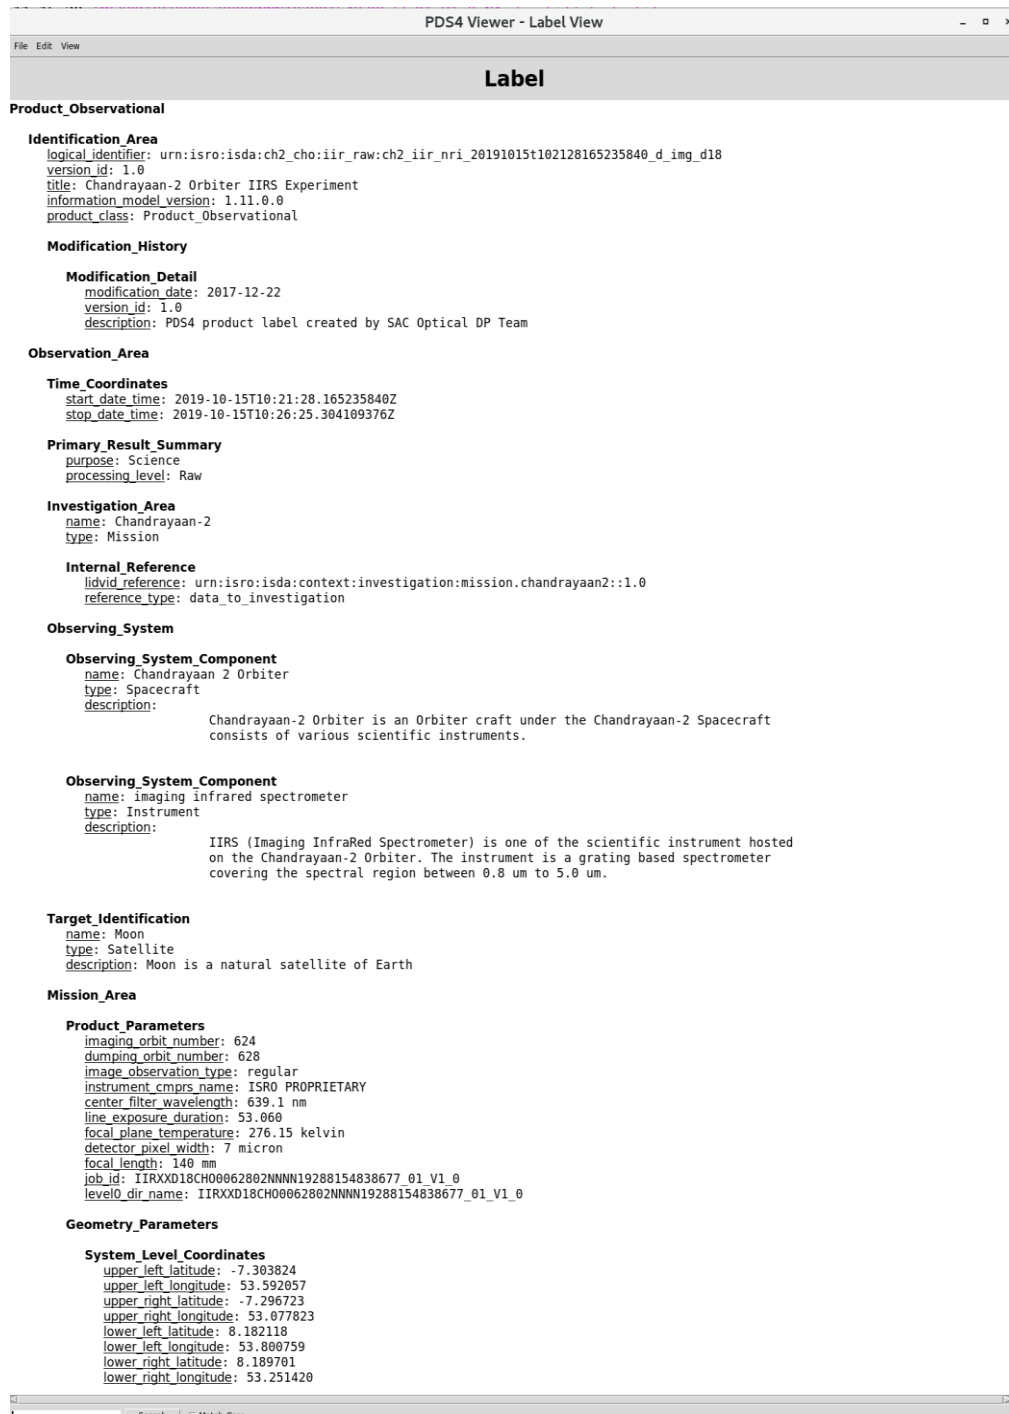 PDS4 Viewer - Label View
File Edit View
Label
Product_Observational
Identification_Area
logical_identifier: urn:isro:isda:ch2_cho:iir_raw:ch2_iir_nri_20191015t102128165235840_d_img_d18
version_id: 1.0
title: Chandrayaan-2 Orbiter IIRS Experiment
information_model_version: 1.11.0.0
product_class: Product_Observational
Modification_History
Modification_Detail
modification_date: 2017-12-22
version_id: 1.0
description: PDS4 product label created by SAC Optical DP Team
Observation_Area
Time_Coordinates
start_date_time: 2019-10-15T10:21:28.165235840Z
stop_date_time: 2019-10-15T10:26:25.304109376Z
Primary_Result_Summary
purpose: Science
processing_level: Raw
Investigation_Area
name: Chandrayaan-2
type: Mission
Internal_Reference
lidvid_reference: urn:isro:isda:context:investigation:mission.chandrayaan2::1.0
reference_type: data_to_investigation
Observing_System
Observing_System_Component
name: Chandrayaan 2 Orbiter
type: Spacecraft
description:
Chandrayaan-2 Orbiter is an Orbiter craft under the Chandrayaan-2 Spacecraft
consists of various scientific instruments.
Observing_System_Component
name: imaging infrared spectrometer
type: Instrument
description:
IIRS (Imaging InfraRed Spectrometer) is one of the scientific instrument hosted
on the Chandrayaan-2 Orbiter. The instrument is a grating based spectrometer
covering the spectral region between 0.8 um to 5.0 um.
Target_Identification
name: Moon
type: Satellite
description: Moon is a natural satellite of Earth
Mission_Area
Product_Parameters
imaging_orbit_number: 624
dumping_orbit_number: 628
image_observation_type: regular
instrument_cmprs_name: ISRO PROPRIETARY
center_filter_wavelength: 639.1 nm
line_exposure_duration: 53.060
focal_plane_temperature: 276.15 kelvin
detector_pixel_width: 7 micron
focal_length: 140 mm
job_id: IIRXXD18CHO0062802NNNN19288154838677_01_V1_0
level0_dir_name: IIRXXD18CHO0062802NNNN19288154838677_01_V1_0
Geometry_Parameters
System_Level_Coordinates
upper_left_latitude: -7.303824
upper_left_longitude: 53.592057
upper_right_latitude: -7.296723
upper_right_longitude: 53.077823
lower_left_latitude: 8.182118
lower_left_longitude: 53.800759
lower_right_latitude: 8.189701
lower_right_longitude: 53.251420